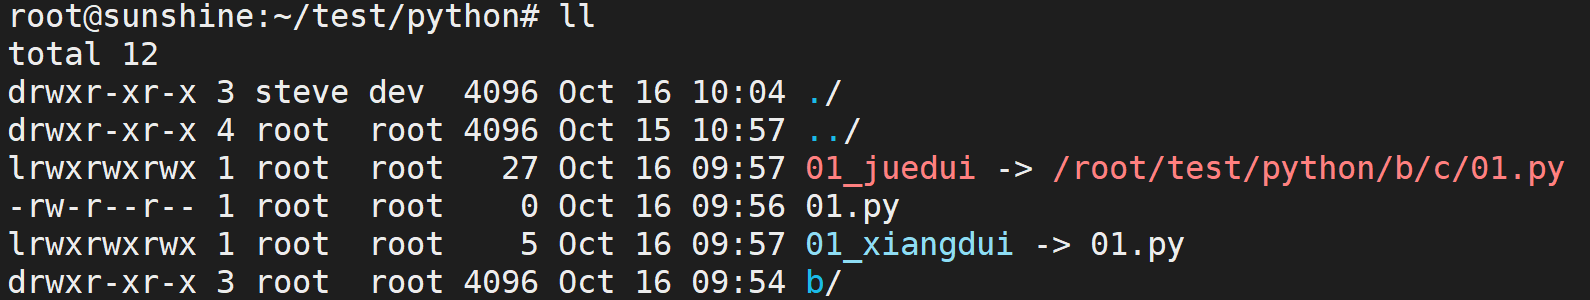 root@sunshine:~/test/python# ll
total 12
drwxr-xr-x 3 steve dev  4096 Oct 16 10:04 ./
drwxr-xr-x 4 root  root 4096 Oct 15 10:57 ../
lrwxrwxrwx 1 root  root   27 Oct 16 09:57 01_juedui -> /root/test/python/b/c/01.py
-rw-r--r-- 1 root  root    0 Oct 16 09:56 01.py
lrwxrwxrwx 1 root  root    5 Oct 16 09:57 01_xiangdui -> 01.py
drwxr-xr-x 3 root  root 4096 Oct 16 09:54 b/